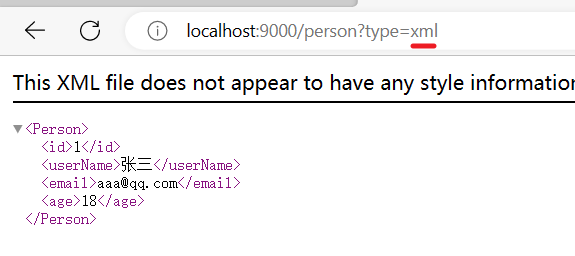 localhost:9000/person?type=xml
This XML file does not appear to have any style information
<Person>
<id>1</id>
<userName>张三</userName>
<email>aaa@qq.com</email>
<age>18</age>
</Person>